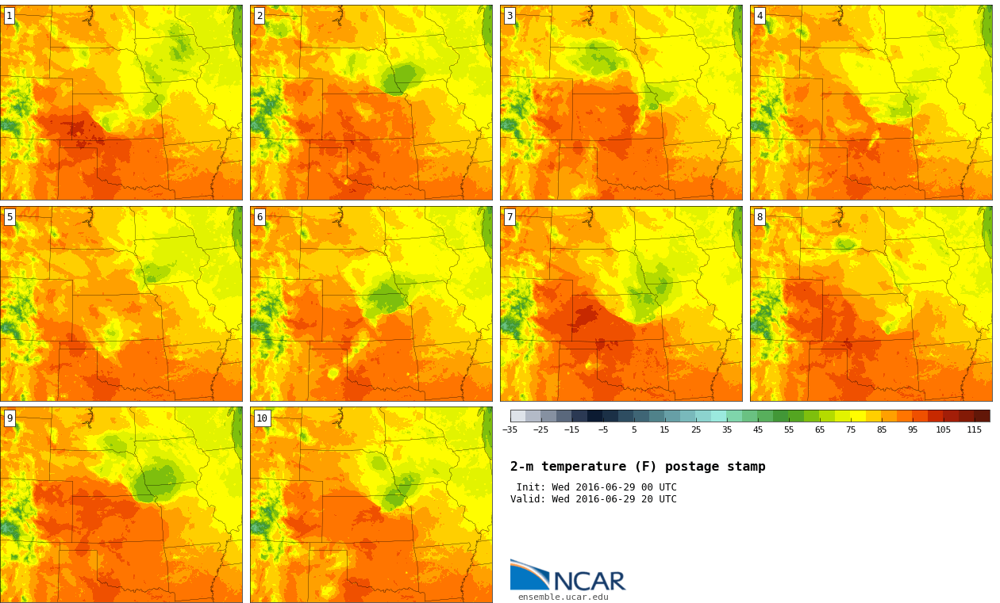 1
2
3
4
5
6
7
8
9
10
−35 −25 −15 −5 5 15 25 35 45 55 65 75 85 95 105 115
2-m temperature (F) postage stamp
Init: Wed 2016-06-29 00 UTC
Valid: Wed 2016-06-29 20 UTC
NCAR
ensemble.ucar.edu